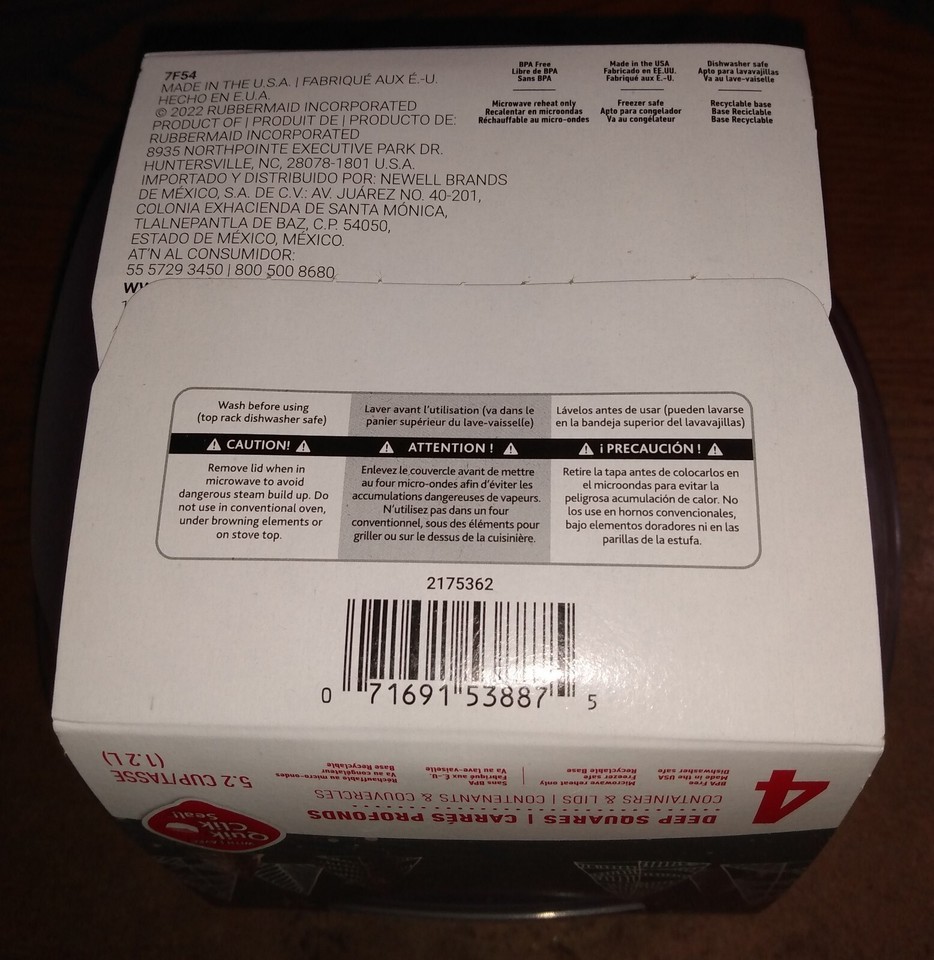 7F54
MADE IN THE U.S.A. | FABRIQUÉ AUX É.-U.
HECHO EN E.U.A.
© 2022 RUBBERMAID INCORPORATED
PRODUCT OF | PRODUIT DE | PRODUCTO DE:
RUBBERMAID INCORPORATED
8935 NORTHPOINTE EXECUTIVE PARK DR.
HUNTERSVILLE, NC, 28078-1801 U.S.A.
IMPORTADO Y DISTRIBUIDO POR: NEWELL BRANDS
DE MÉXICO, S.A. DE C.V.: AV. JUÁREZ NO. 40-201,
COLONIA EXHACIENDA DE SANTA MÓNICA,
TLALNEPANTLA DE BAZ, C.P. 54050,
ESTADO DE MÉXICO, MÉXICO.
AT'N AL CONSUMIDOR:
55 5729 3450 | 800 500 8680
BPA Free
Libre de BPA
Sans BPA
Made in the USA
Fabricado en EE.UU.
Fabriqué aux É.-U.
Dishwasher safe
Apto para lavavajillas
Va au lave-vaiselle
Microwave reheat only
Recalentar en microondas
Réchauffable au micro-ondes
Freezer safe
Apto para congelador
Va au congélateur
Recyclable base
Base Reciclable
Base Recyclable
Wash before using
(top rack dishwasher safe)
CAUTION!
Remove lid when in
microwave to avoid
dangerous steam build up. Do
not use in conventional oven,
under browning elements or
on stove top.
Laver avant l'utilisation (va dans le
panier supérieur du lave-vaisselle)
ATTENTION !
Enlevez le couvercle avant de mettre
au four micro-ondes afin d'éviter les
accumulations dangereuses de vapeurs.
N'utilisez pas dans un four
conventionnel, sous des éléments pour
griller ou sur le dessus de la cuisinière.
Lávelos antes de usar (pueden lavarse
en la bandeja superior del lavavajillas)
¡ PRECAUCIÓN !
Retire la tapa antes de colocarlos en
el microondas para evitar la
peligrosa acumulación de calor. No
los use en hornos convencionales,
bajo elementos doradores ni en las
parillas de la estufa.
2175362
0 71691 53887 5
4
DEEP SQUARES | CARRÉS PROFONDS
CONTAINERS & LIDS | CONTENANTS & COUVERCLES
BPA Free
Made in the USA
Dishwasher safe
Microwave reheat only
Freezer safe
Recyclable Base
Sans BPA
Fabriqué aux É.-U.
Va au lave-vaiselle
Réchauffable au micro-ondes
Va au congélateur
Base Recyclable
5.2 CUP/TASSE
(1.2 L)
Quik
Clik
Seal!